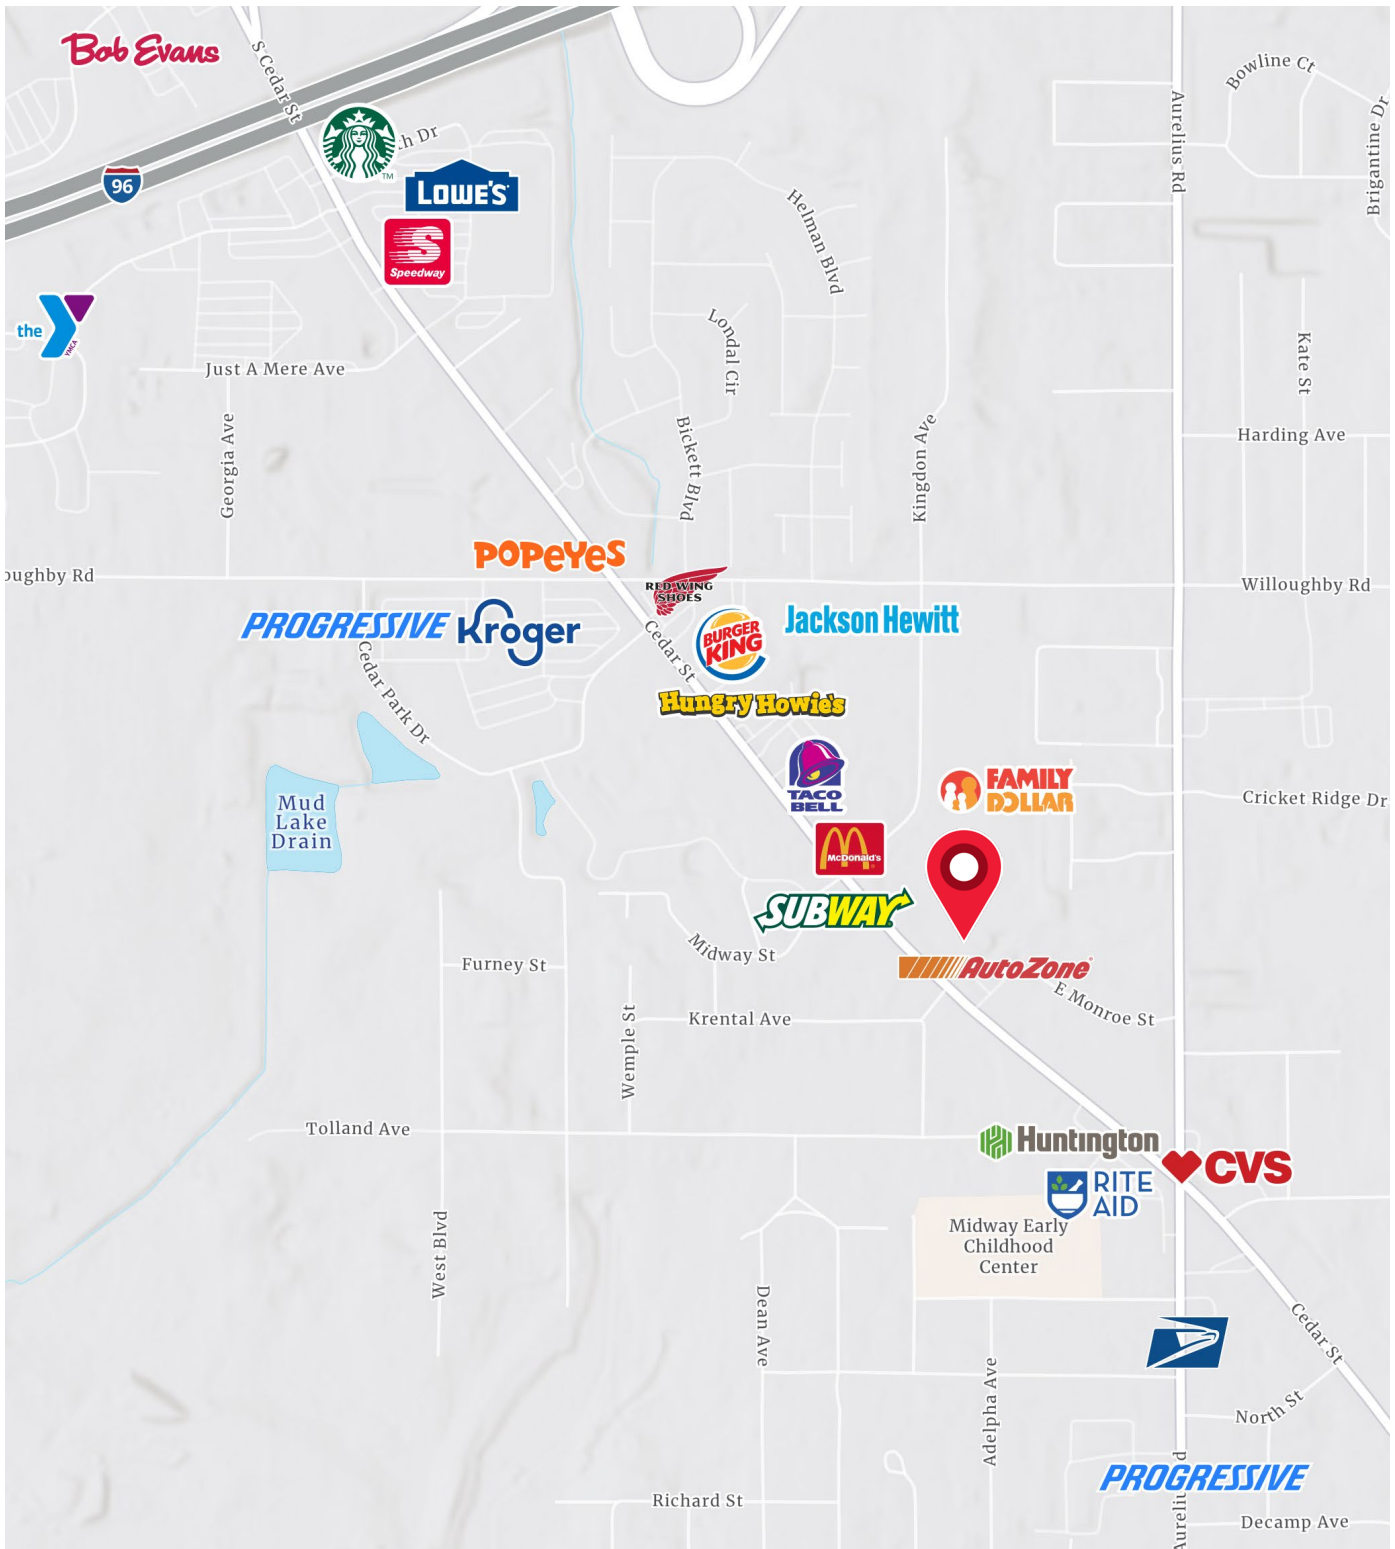 Bob Evans
S Cedar St
th Dr
TM
96
LOWE'S
S
Speedway
the
YMCA
Just A Mere Ave
Georgia Ave
Helman Blvd
Londal Cir
Bickett Blvd
Kingdon Ave
Aurelius Rd
Bowline Ct
Brigantine Dr
Kate St
Harding Ave
POPEYES
oughby Rd
Willoughby Rd
RED WING
SHOES
PROGRESSIVE
Kroger
Cedar St
BURGER
KING
Jackson Hewitt
Cedar Park Dr
Hungry Howie's
TACO
BELL
FAMILY
DOLLAR
Cricket Ridge Dr
Mud
Lake
Drain
McDonald's
SUBWAY
Midway St
Furney St
AutoZone
E Monroe St
Wemple St
Krental Ave
Tolland Ave
Huntington
CVS
RITE
AID
Midway Early
Childhood
Center
West Blvd
Dean Ave
Adelpha Ave
Cedar St
North St
PROGRESSIVE
Richard St
Aureliu
d
Decamp Ave